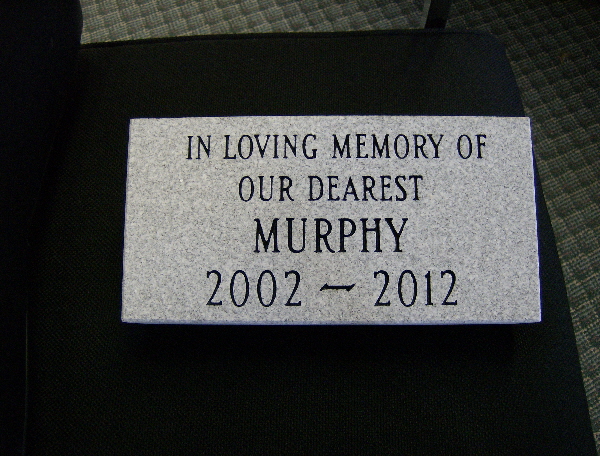 IN LOVING MEMORY OF
OUR DEAREST
MURPHY
2002 – 2012